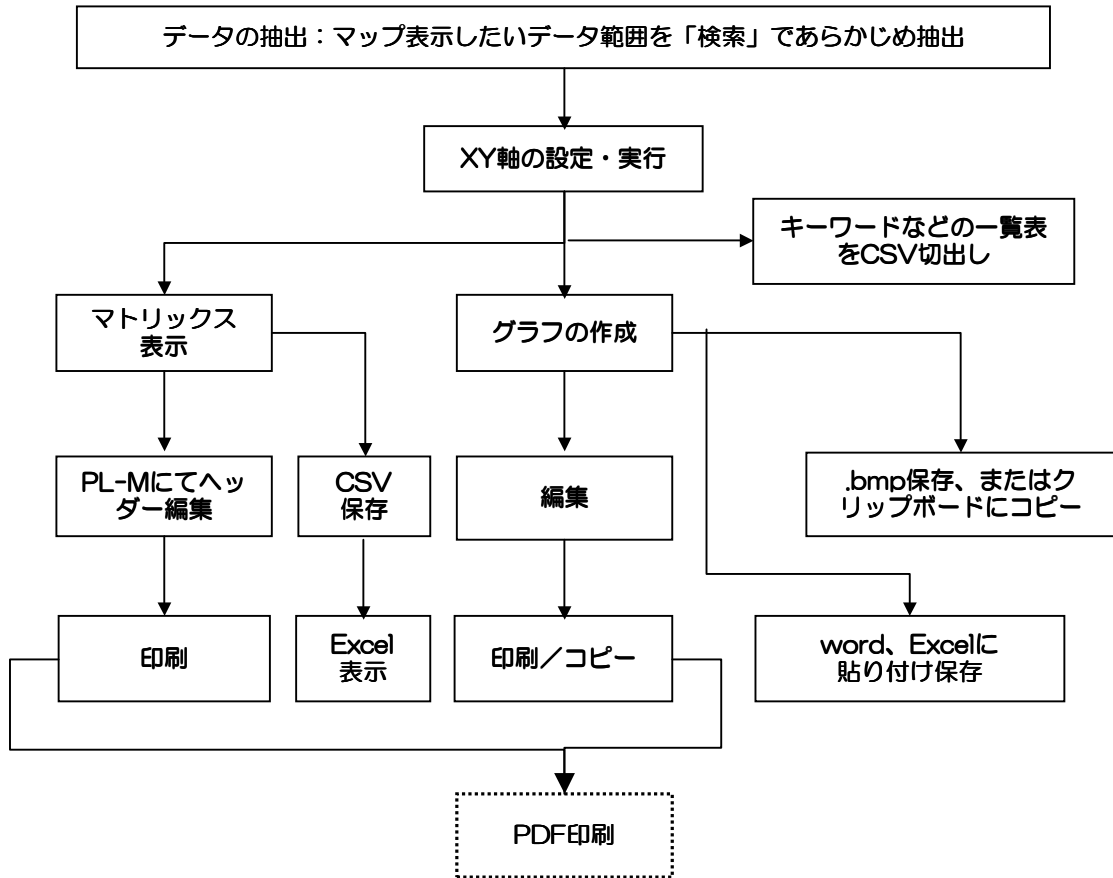 データの抽出：マップ表示したいデータ範囲を「検索」であらかじめ抽出
XY軸の設定・実行
キーワードなどの一覧表
をCSV切出し
マトリックス
表示
グラフの作成
PL-Mにてヘッ
ダー編集
CSV
保存
編集
.bmp保存、またはク
リップボードにコピー
印刷
Excel
表示
印刷／コピー
word、Excelに
貼り付け保存
PDF印刷